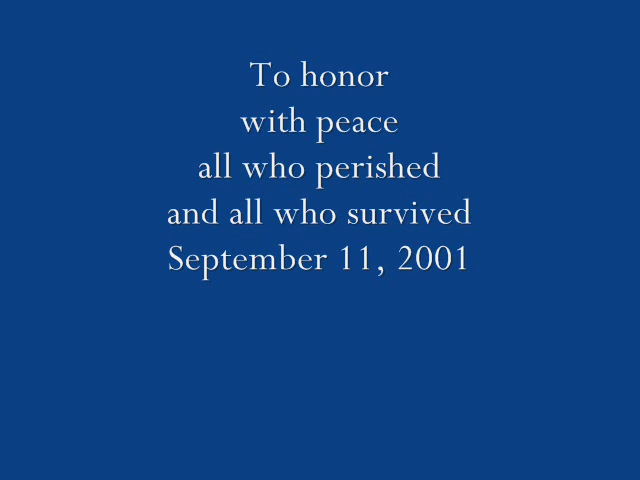 To honor
with peace
all who perished
and all who survived
September 11, 2001